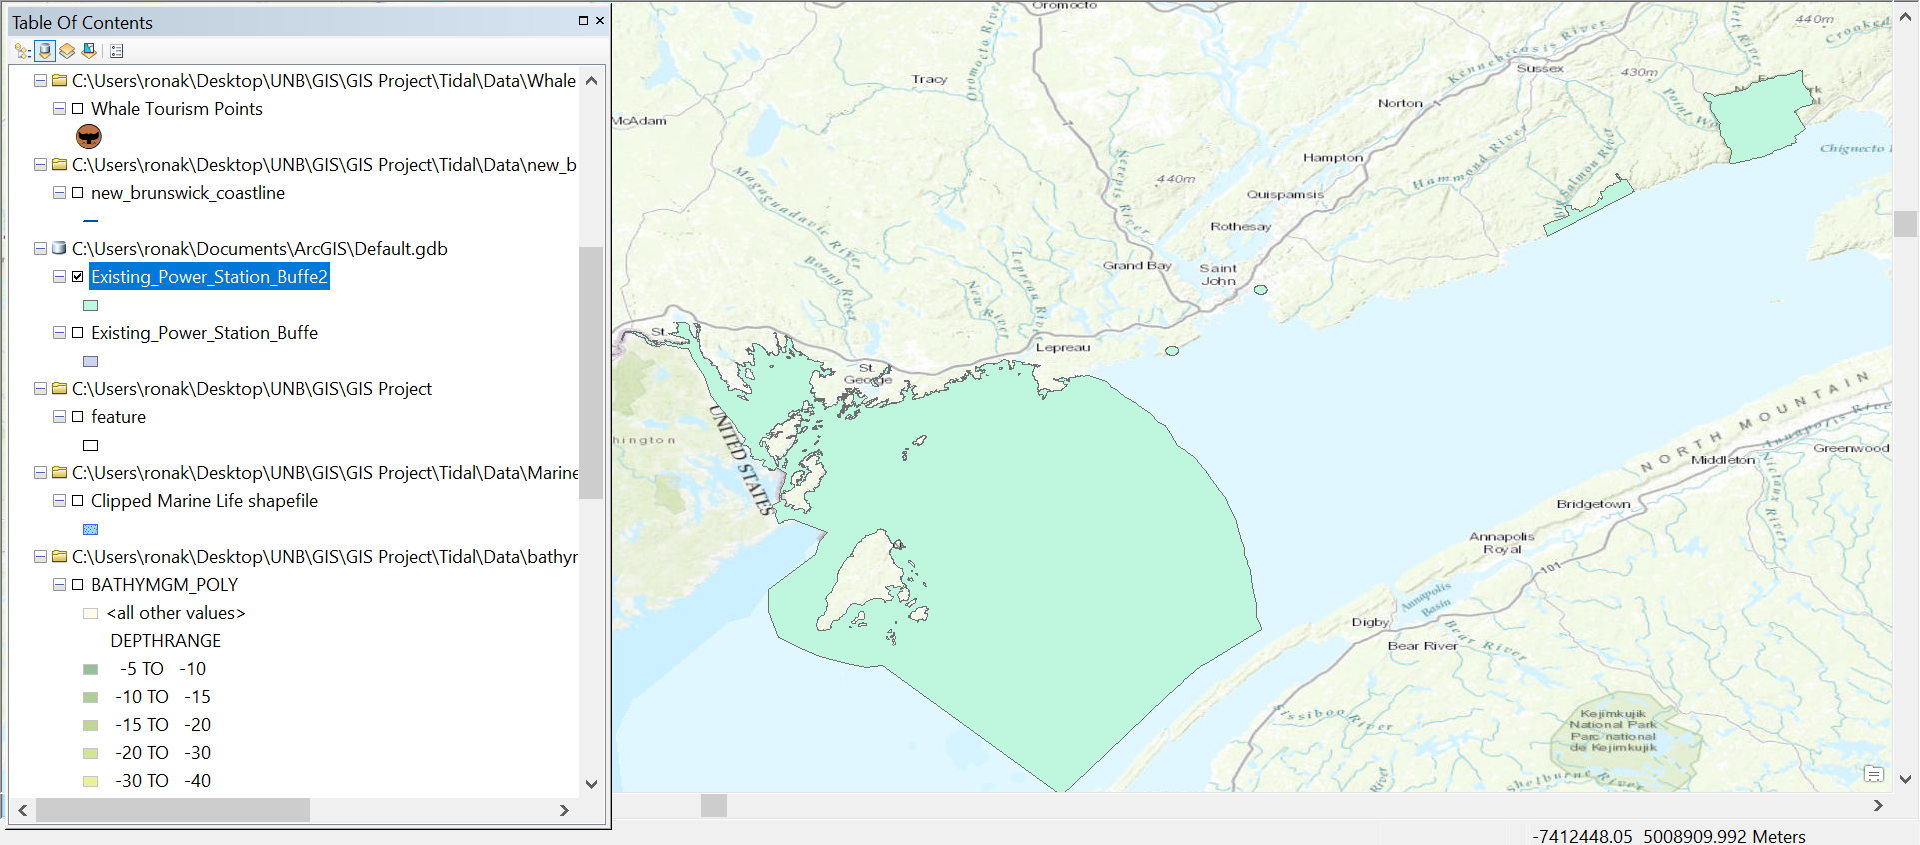 Table Of Contents
C:\Users\ronak\Desktop\UNB\GIS\GIS Project\Tidal\Data\Whale
Whale Tourism Points
C:\Users\ronak\Desktop\UNB\GIS\GIS Project\Tidal\Data\new_b
new_brunswick_coastline
C:\Users\ronak\Documents\ArcGIS\Default.gdb
Existing_Power_Station_Buffe2
Existing_Power_Station_Buffe
C:\Users\ronak\Desktop\UNB\GIS\GIS Project
feature
C:\Users\ronak\Desktop\UNB\GIS\GIS Project\Tidal\Data\Marine
Clipped Marine Life shapefile
C:\Users\ronak\Desktop\UNB\GIS\GIS Project\Tidal\Data\bathyr
BATHYMGM_POLY
<all other values>
DEPTHRANGE
-5 TO -10
-10 TO -15
-15 TO -20
-20 TO -30
-30 TO -40
Oromocto
Oromocto River
Tracy
McAdam
Kennebecasis River
Sussex
440m
430m
Norton
Hampton
Hammond River
Salmon River
Chignecto
440m
Quispamsis
Nerepis River
Rothesay
Magaguadavic River
Bonny River
Lepreau River
New River
Grand Bay
Saint
John
St.
Lepreau
St.
George
hington
UNITED STATES
NORTH MOUNTAIN
Annapolis River
Middleton
Greenwood
Nictaux River
Bridgetown
Annapolis
Royal
101
Annapolis
Basin
Digby
Bear River
Bear River
Sissiboo River
Kejimkujik
National Park
Parc national
de Kejimkujik
Shelburne River
-7412448.05 5008909.992 Meters